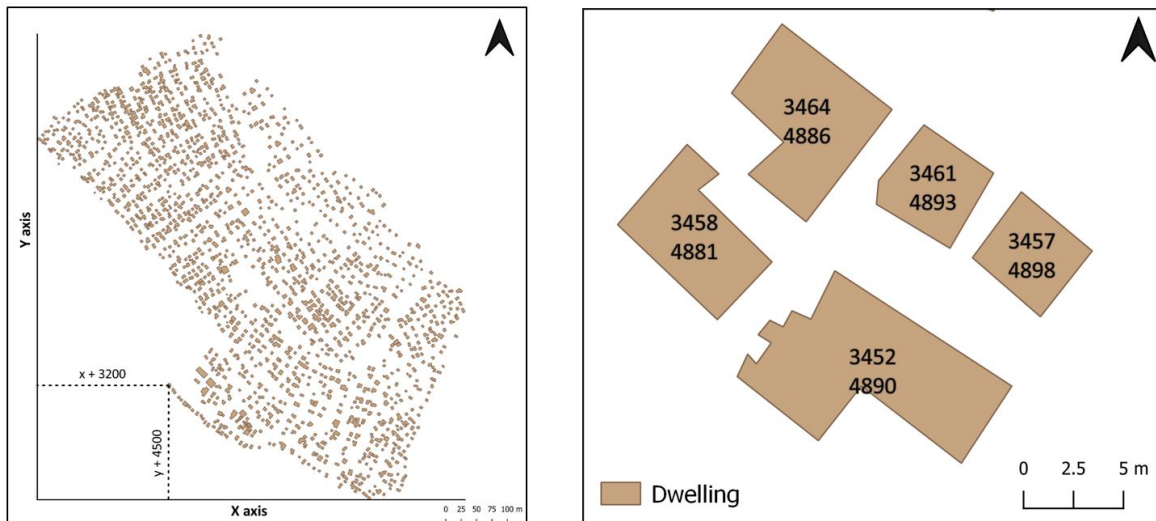 Y axis
x + 3200
y + 4500
X axis
0 25 50 75 100 m
3464
4886
3461
4893
3458
4881
3457
4898
3452
4890
Dwelling
0 2.5 5 m